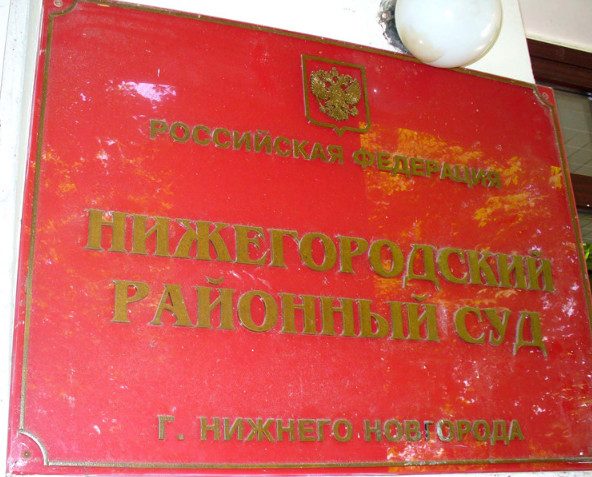 РОССИЙСКАЯ ФЕДЕРАЦИЯ
НИЖЕГОРОДСКИЙ
РАЙОННЫЙ СУД
Г. НИЖНЕГО НОВГОРОДА